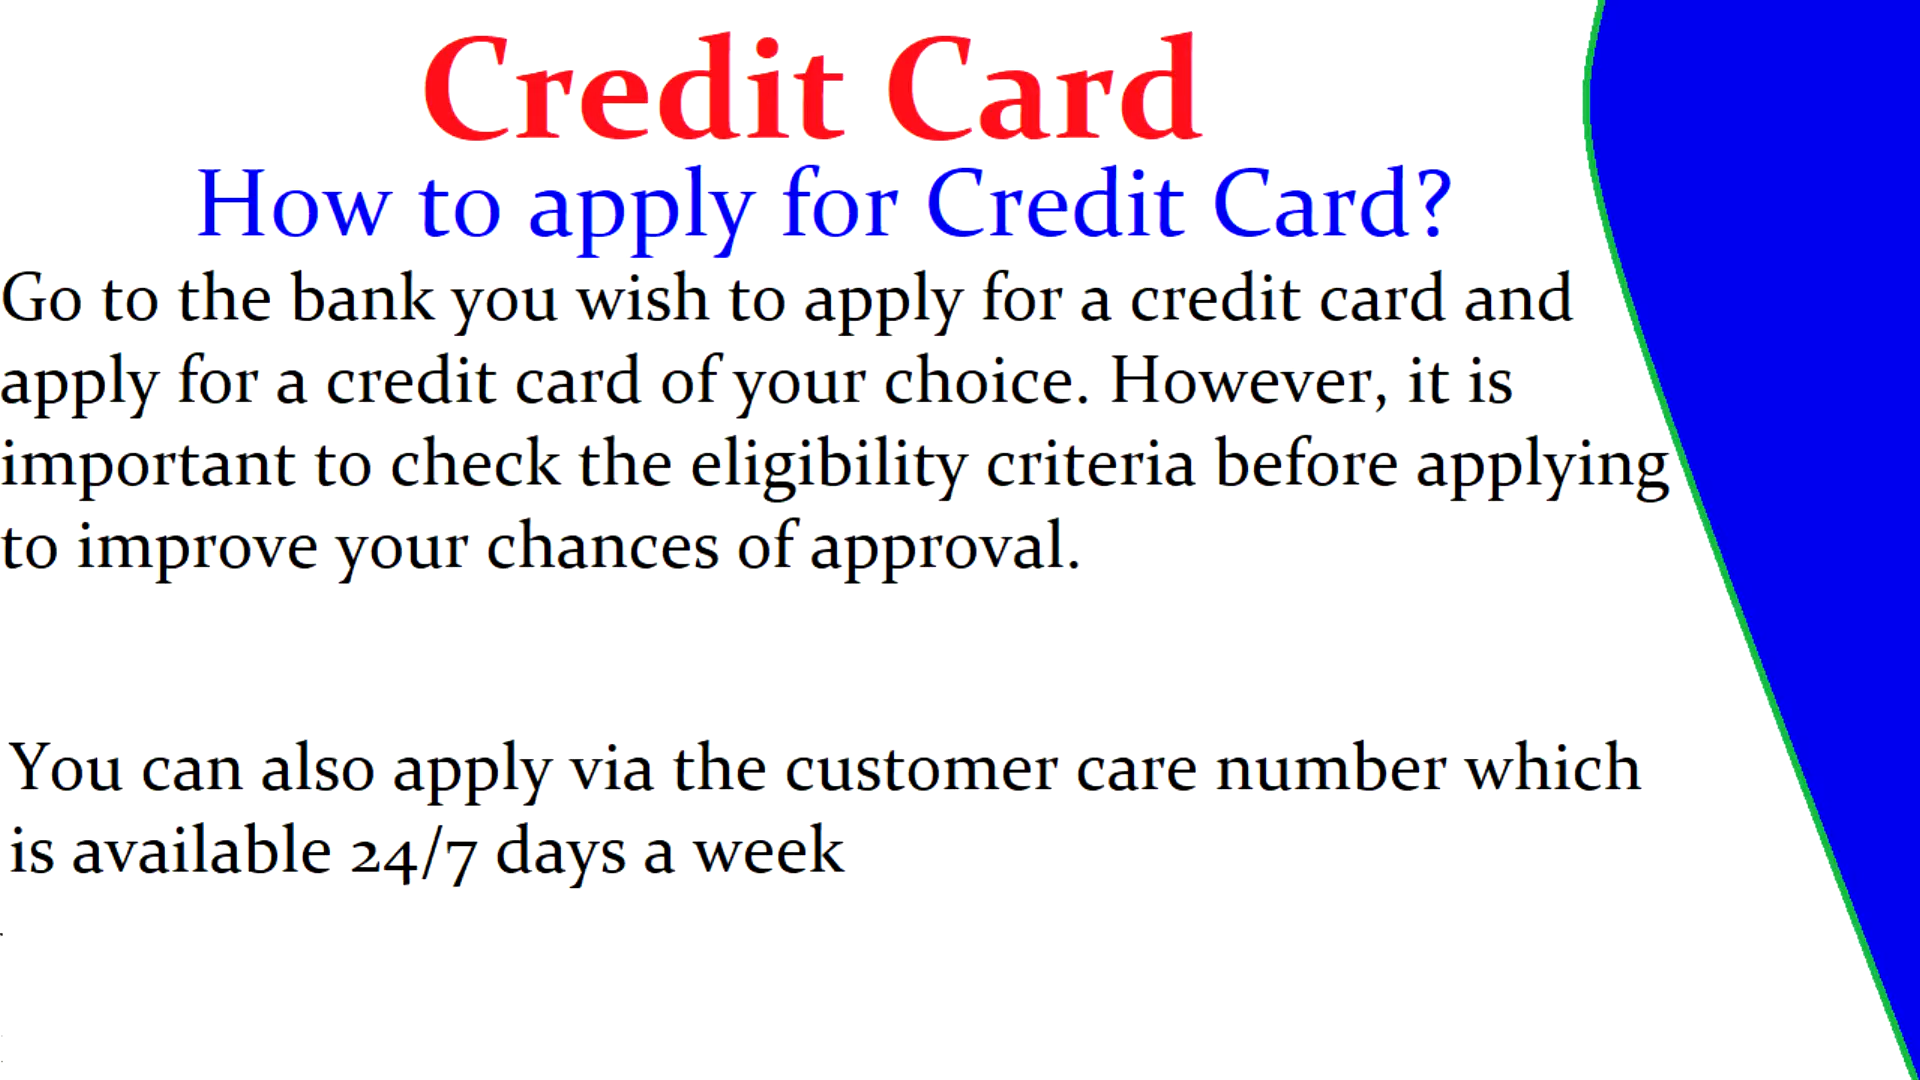 Credit Card
How to apply for Credit Card?
Go to the bank you wish to apply for a credit card and
apply for a credit card of your choice. However, it is
important to check the eligibility criteria before applying
to improve your chances of approval.
You can also apply via the customer care number which
is available 24/7 days a week